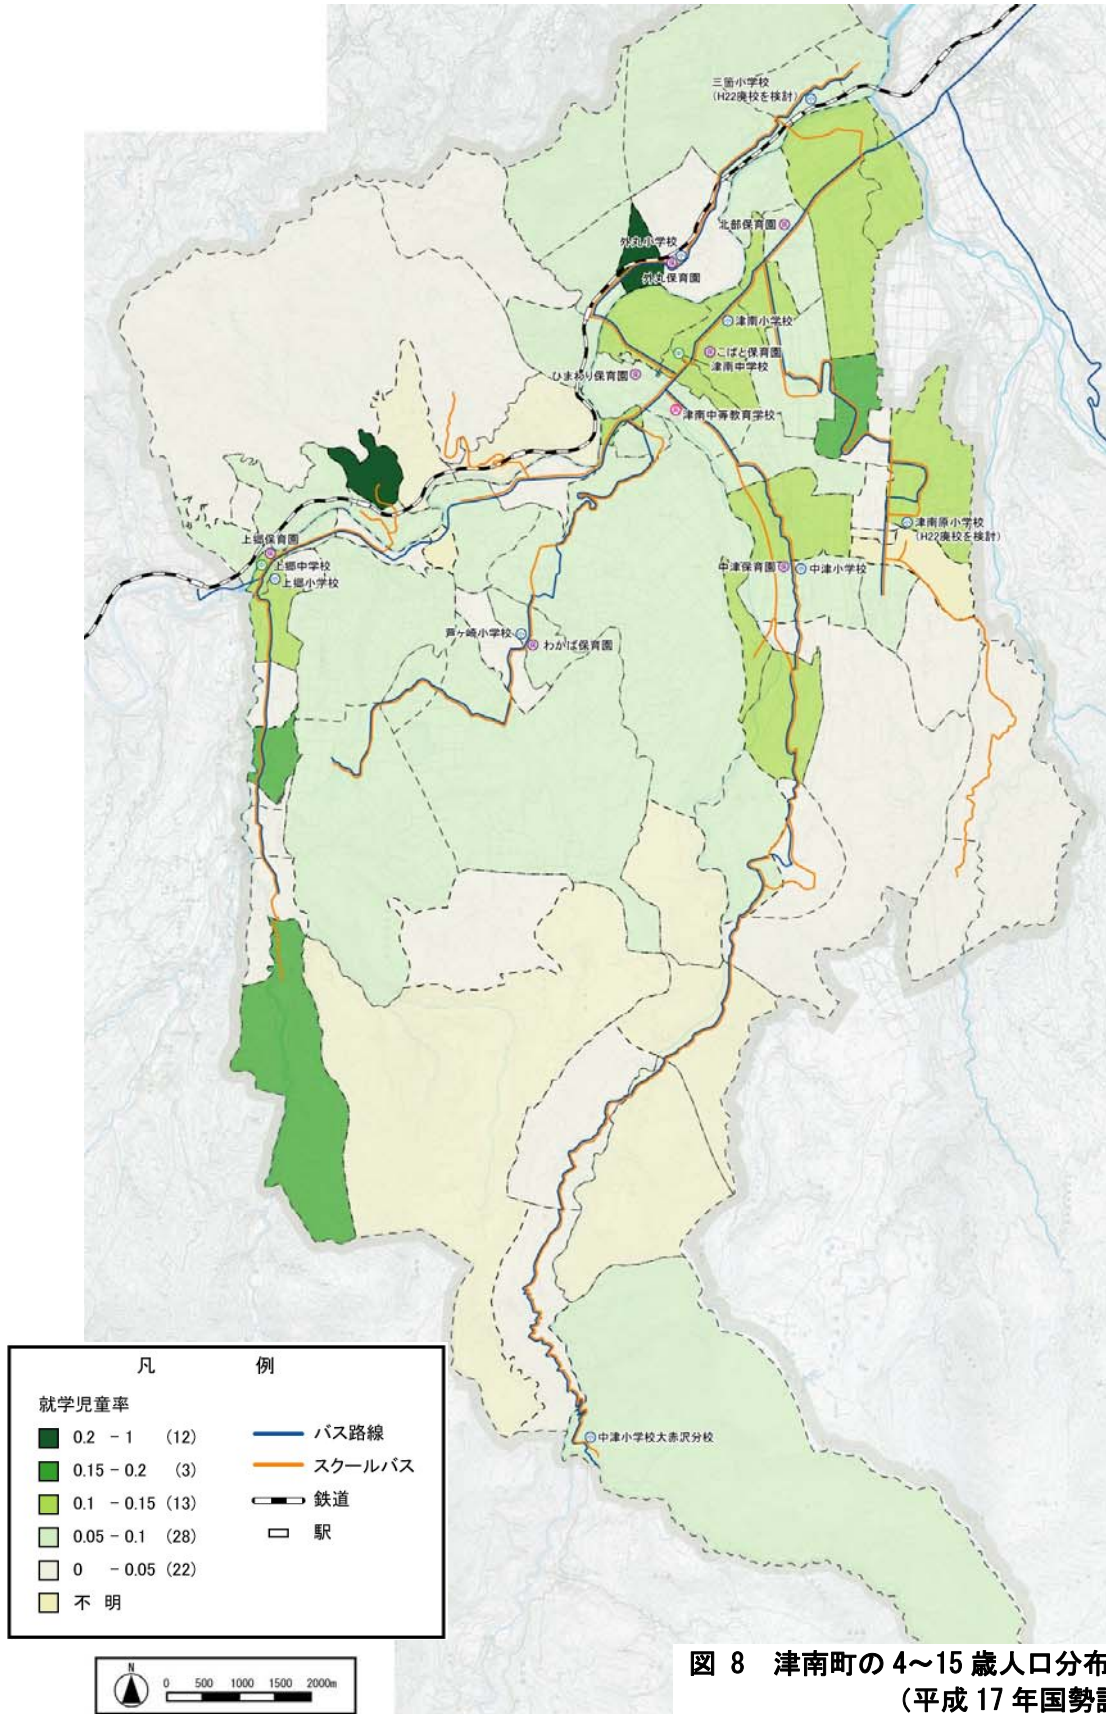 三箇小学校
(H22廃校を検討)
北部保育園
外丸小学校
外丸保育園
津南小学校
こばと保育園
津南中学校
ひまわり保育園
津南中等教育学校
津南原小学校
(H22廃校を検討)
上郷保育園
上郷中学校
上郷小学校
中津保育園
中津小学校
芦ヶ崎小学校
わかば保育園
中津小学校大赤沢分校
凡 例
就学児童率
0.2 - 1 (12)
0.15 - 0.2 (3)
0.1 - 0.15 (13)
0.05 - 0.1 (28)
0 - 0.05 (22)
不 明
バス路線
スクールバス
鉄道
駅
N
0 500 1000 1500 2000m
図 8 津南町の 4～15 歳人口分布
(平成 17 年国勢